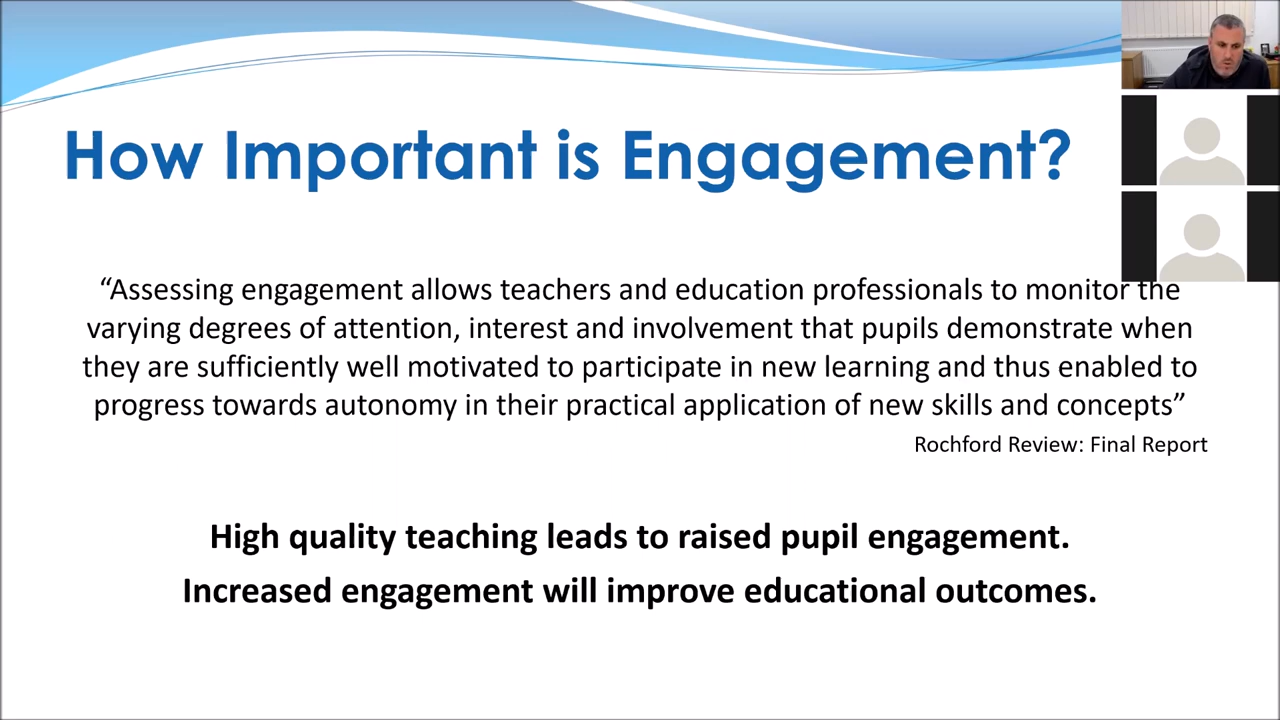 How Important is Engagement?
“Assessing engagement allows teachers and education professionals to monitor the
varying degrees of attention, interest and involvement that pupils demonstrate when
they are sufficiently well motivated to participate in new learning and thus enabled to
progress towards autonomy in their practical application of new skills and concepts”
Rochford Review: Final Report
High quality teaching leads to raised pupil engagement.
Increased engagement will improve educational outcomes.